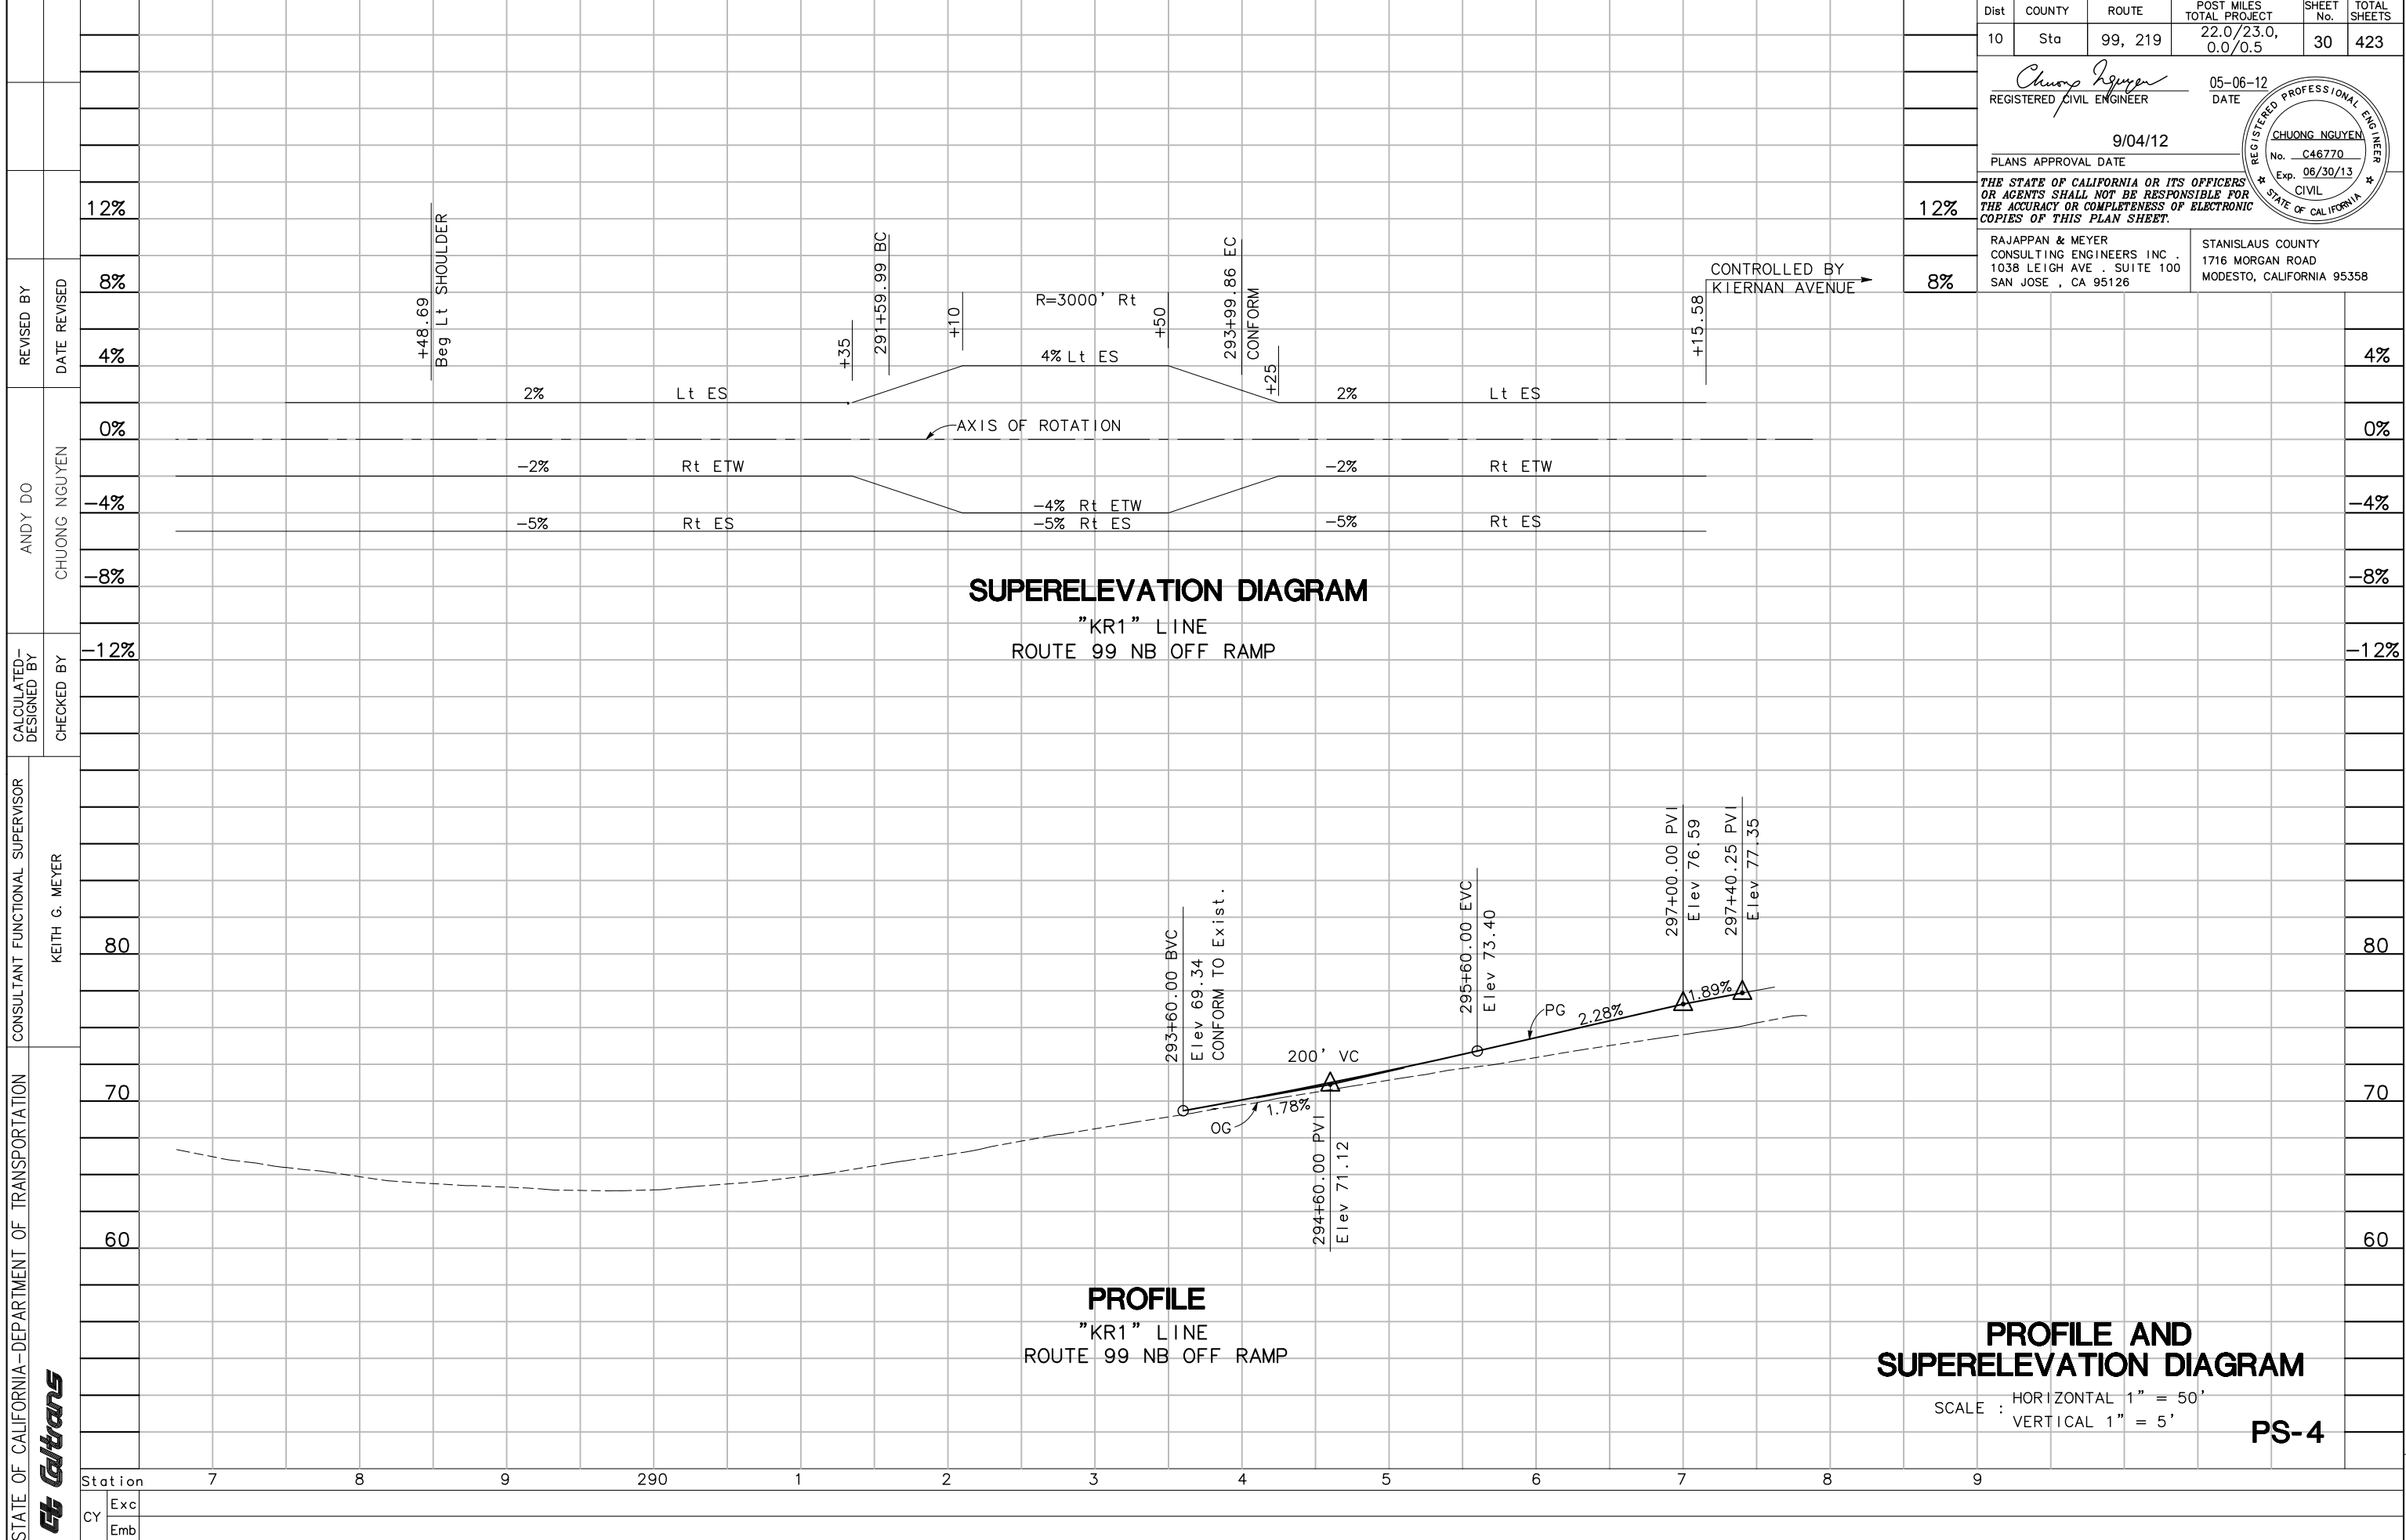 Dist COUNTY ROUTE POST MILES TOTAL PROJECT SHEET No. TOTAL SHEETS
10 Sta 99, 219 22.0/23.0, 0.0/0.5 30 423
Chuong Nguyen
REGISTERED CIVIL ENGINEER
05-06-12
DATE
9/04/12
PLANS APPROVAL DATE
REGISTERED PROFESSIONAL ENGINEER
CHUONG NGUYEN
No. C46770
Exp. 06/30/13
CIVIL
STATE OF CALIFORNIA
THE STATE OF CALIFORNIA OR ITS OFFICERS
OR AGENTS SHALL NOT BE RESPONSIBLE FOR
THE ACCURACY OR COMPLETENESS OF ELECTRONIC
COPIES OF THIS PLAN SHEET.
RAJAPPAN & MEYER
CONSULTING ENGINEERS INC .
1038 LEIGH AVE . SUITE 100
SAN JOSE , CA 95126
STANISLAUS COUNTY
1716 MORGAN ROAD
MODESTO, CALIFORNIA 95358
REVISED BY
DATE REVISED
ANDY DO
CHUONG NGUYEN
CALCULATED-
DESIGNED BY
CHECKED BY
CONSULTANT FUNCTIONAL SUPERVISOR
KEITH G. MEYER
STATE OF CALIFORNIA-DEPARTMENT OF TRANSPORTATION
Caltrans
12%
8%
4%
0%
-4%
-8%
-12%
80
70
60
12%
8%
4%
0%
-4%
-8%
-12%
80
70
60
+48.69
Beg Lt SHOULDER
+35
291+59.99 BC
+10
R=3000' Rt
+50
293+99.86 EC
CONFORM
+25
+15.58
CONTROLLED BY
KIERNAN AVENUE
2% Lt ES
4% Lt ES
2% Lt ES
AXIS OF ROTATION
-2% Rt ETW
-4% Rt ETW
-2% Rt ETW
-5% Rt ES
-5% Rt ES
-5% Rt ES
SUPERELEVATION DIAGRAM
"KR1" LINE
ROUTE 99 NB OFF RAMP
293+60.00 BVC
Elev 69.34
CONFORM TO Exist.
200' VC
1.78%
OG
294+60.00 PVI
Elev 71.12
295+60.00 EVC
Elev 73.40
PG
2.28%
297+00.00 PVI
Elev 76.59
1.89%
297+40.25 PVI
Elev 77.35
PROFILE
"KR1" LINE
ROUTE 99 NB OFF RAMP
PROFILE AND
SUPERELEVATION DIAGRAM
SCALE : HORIZONTAL 1" = 50'
VERTICAL 1" = 5'
PS-4
Station 7 8 9 290 1 2 3 4 5 6 7 8 9
CY
Exc
Emb